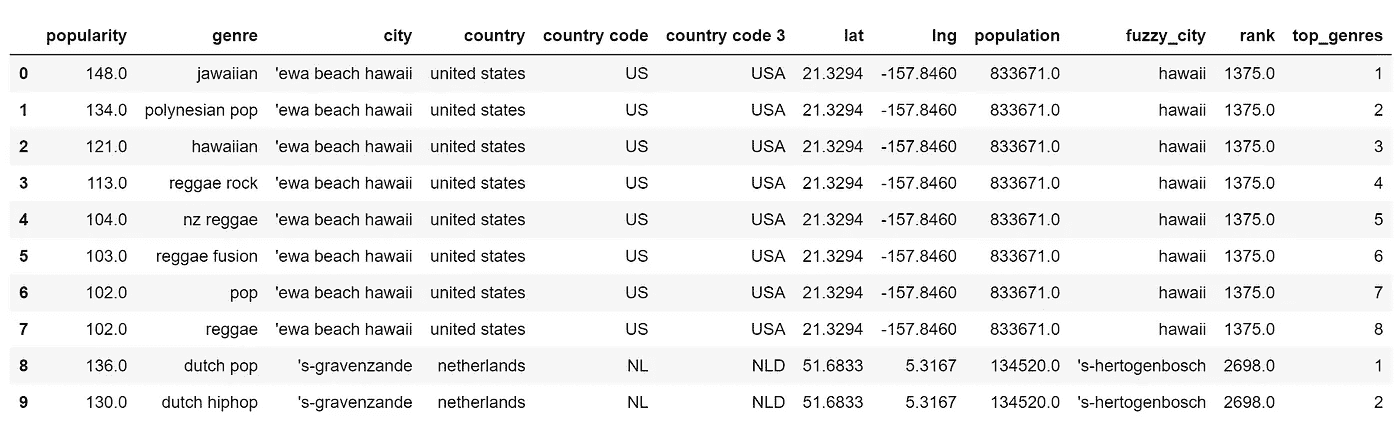 popularity genre city country country code country code 3 lat lng population fuzzy_city rank top_genres
0 148.0 jawaiian 'ewa beach hawaii united states US USA 21.3294 -157.8460 833671.0 hawaii 1375.0 1
1 134.0 polynesian pop 'ewa beach hawaii united states US USA 21.3294 -157.8460 833671.0 hawaii 1375.0 2
2 121.0 hawaiian 'ewa beach hawaii united states US USA 21.3294 -157.8460 833671.0 hawaii 1375.0 3
3 113.0 reggae rock 'ewa beach hawaii united states US USA 21.3294 -157.8460 833671.0 hawaii 1375.0 4
4 104.0 nz reggae 'ewa beach hawaii united states US USA 21.3294 -157.8460 833671.0 hawaii 1375.0 5
5 103.0 reggae fusion 'ewa beach hawaii united states US USA 21.3294 -157.8460 833671.0 hawaii 1375.0 6
6 102.0 pop 'ewa beach hawaii united states US USA 21.3294 -157.8460 833671.0 hawaii 1375.0 7
7 102.0 reggae 'ewa beach hawaii united states US USA 21.3294 -157.8460 833671.0 hawaii 1375.0 8
8 136.0 dutch pop 's-gravenzande netherlands NL NLD 51.6833 5.3167 134520.0 's-hertogenbosch 2698.0 1
9 130.0 dutch hiphop 's-gravenzande netherlands NL NLD 51.6833 5.3167 134520.0 's-hertogenbosch 2698.0 2